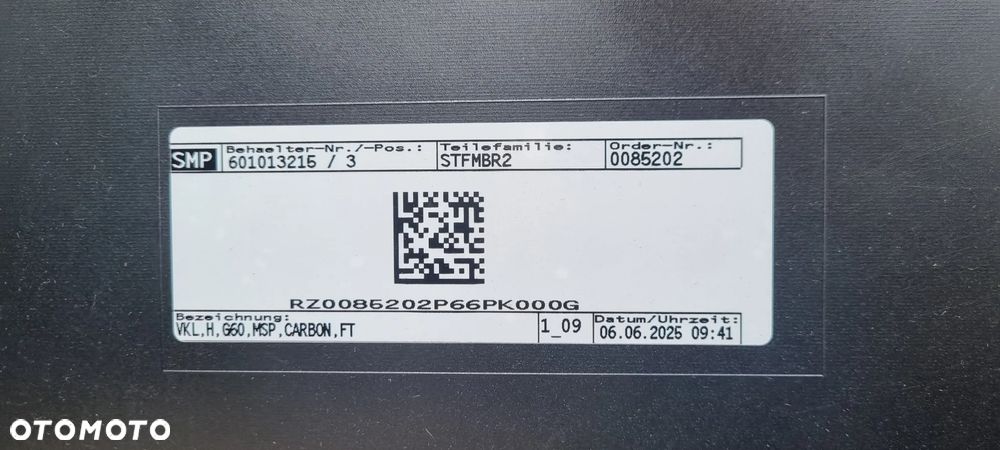 SMP
Behaelter-Nr./-Pos.: Teilefamilie: Order-Nr.:
601013215 / 3 STFMBR2 0085202
RZ0085202P66PK000G
Bezeichnung: Datum/Uhrzeit:
VKL,H,G60,MSP,CARBON,FT 1_09 06.06.2025 09:41
OTOMOTO